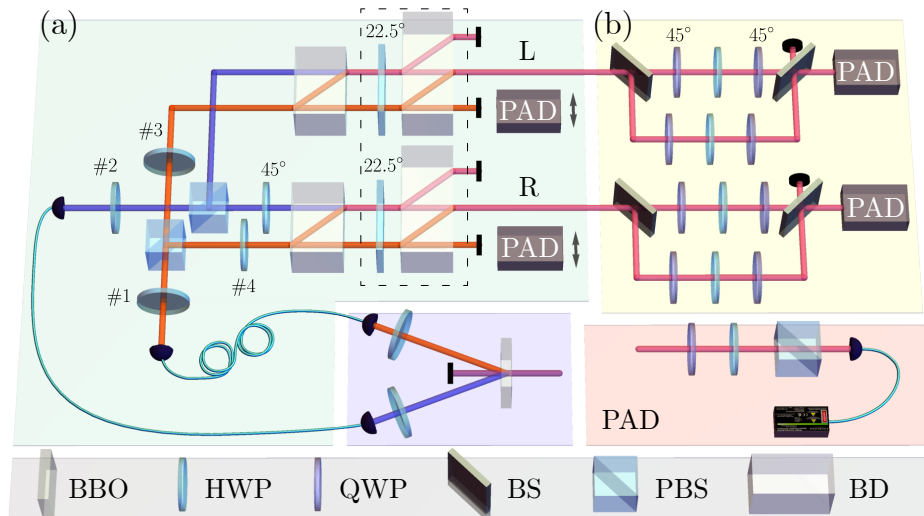 (a)
22.5°
L
(b)
45°
45°
PAD
PAD
#3
#2
45°
22.5°
R
PAD
PAD
#4
#1
PAD
BBO
HWP
QWP
BS
PBS
BD